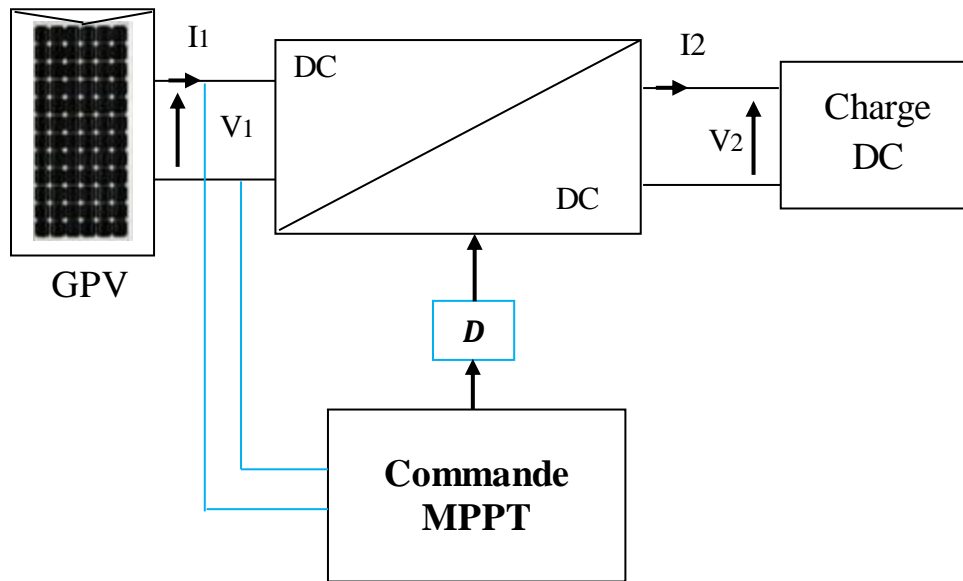 I1
DC
I2
V1
V2
Charge
DC
DC
GPV
D
Commande
MPPT